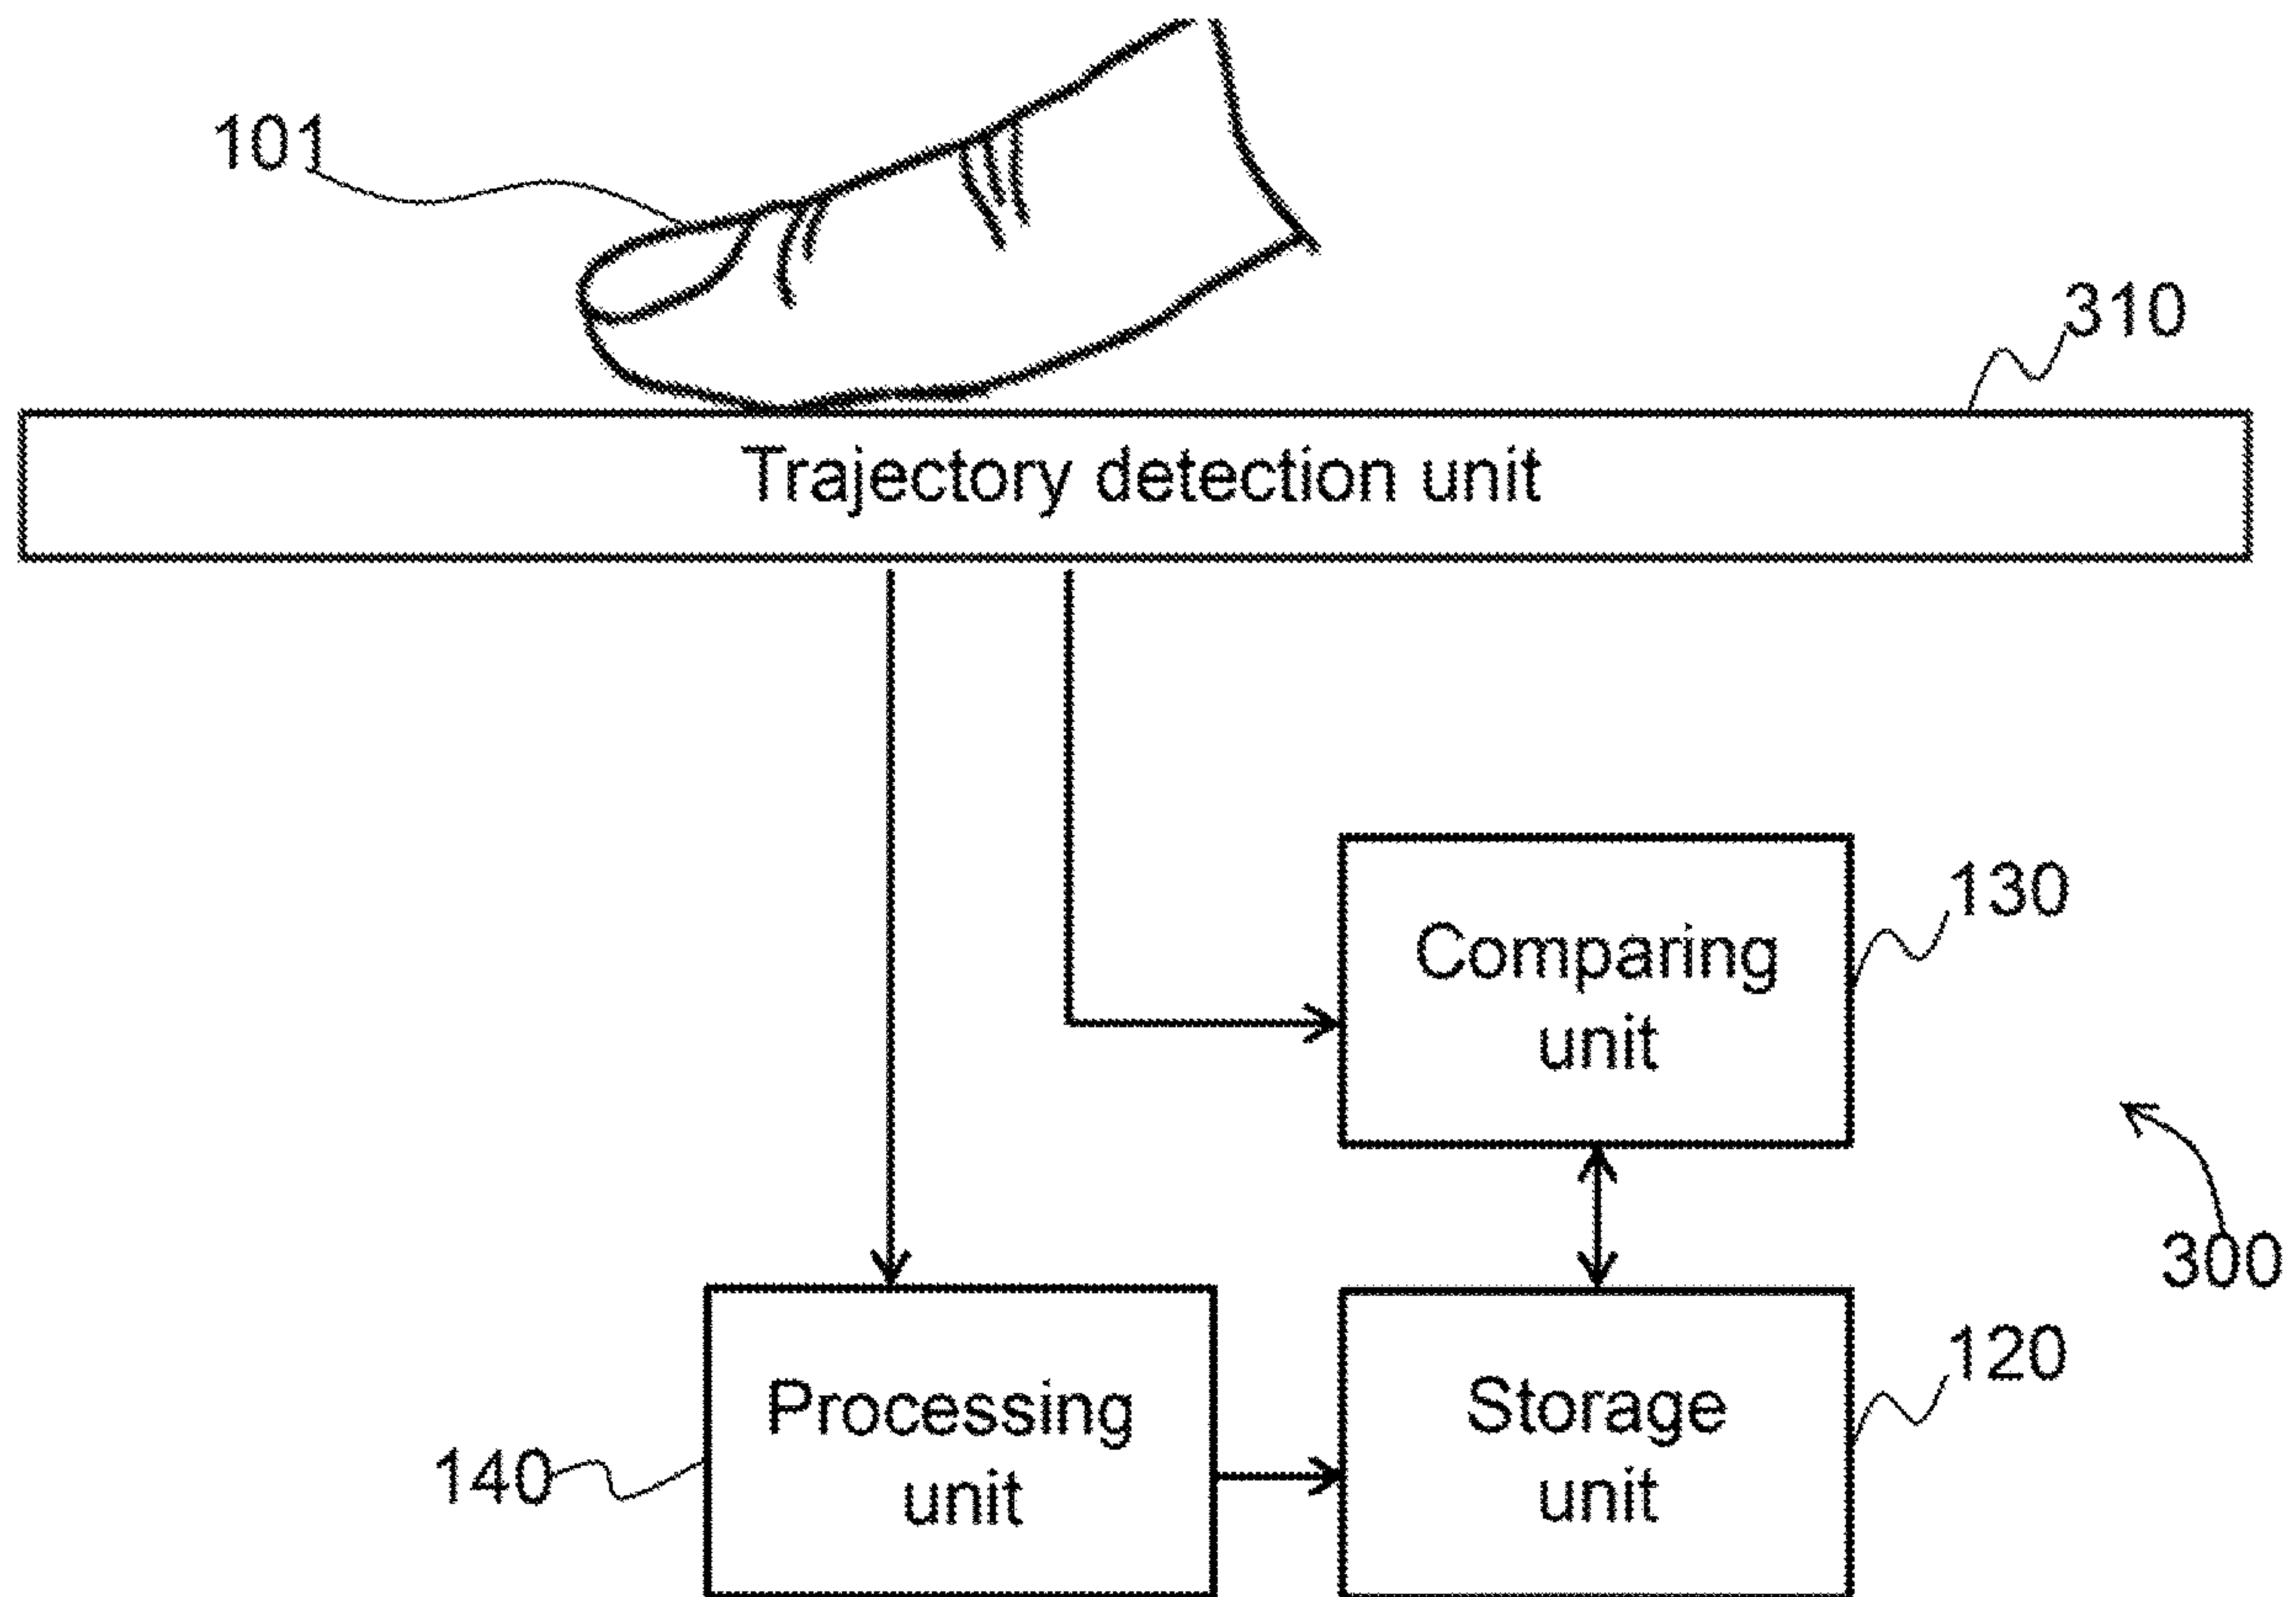 101
310
Trajectory detection unit
130
Comparing
unit
300
120
Processing
unit
Storage
unit
140